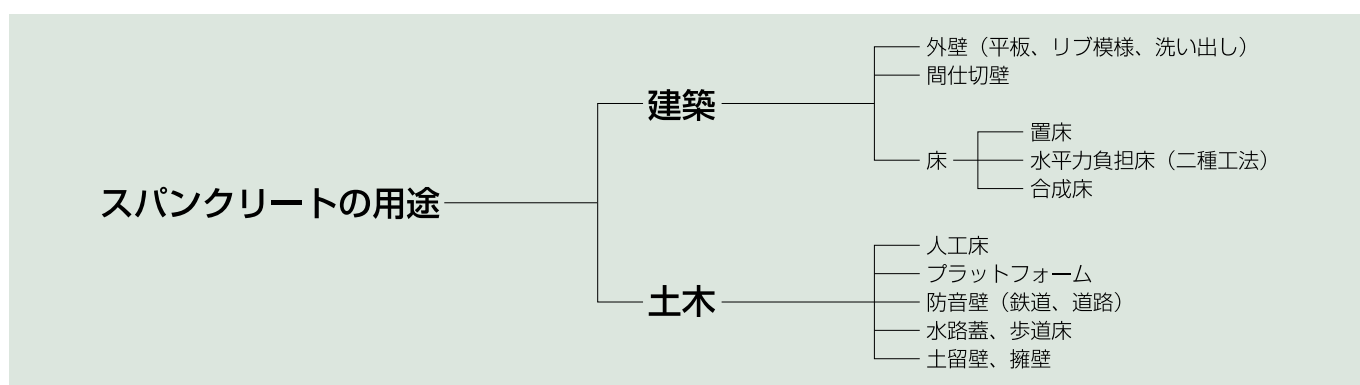 スパンクリートの用途
建築
外壁（平板、リブ模様、洗い出し）
間仕切壁
床
置床
水平力負担床（二種工法）
合成床
土木
人工床
プラットフォーム
防音壁（鉄道、道路）
水路蓋、歩道床
土留壁、擁壁